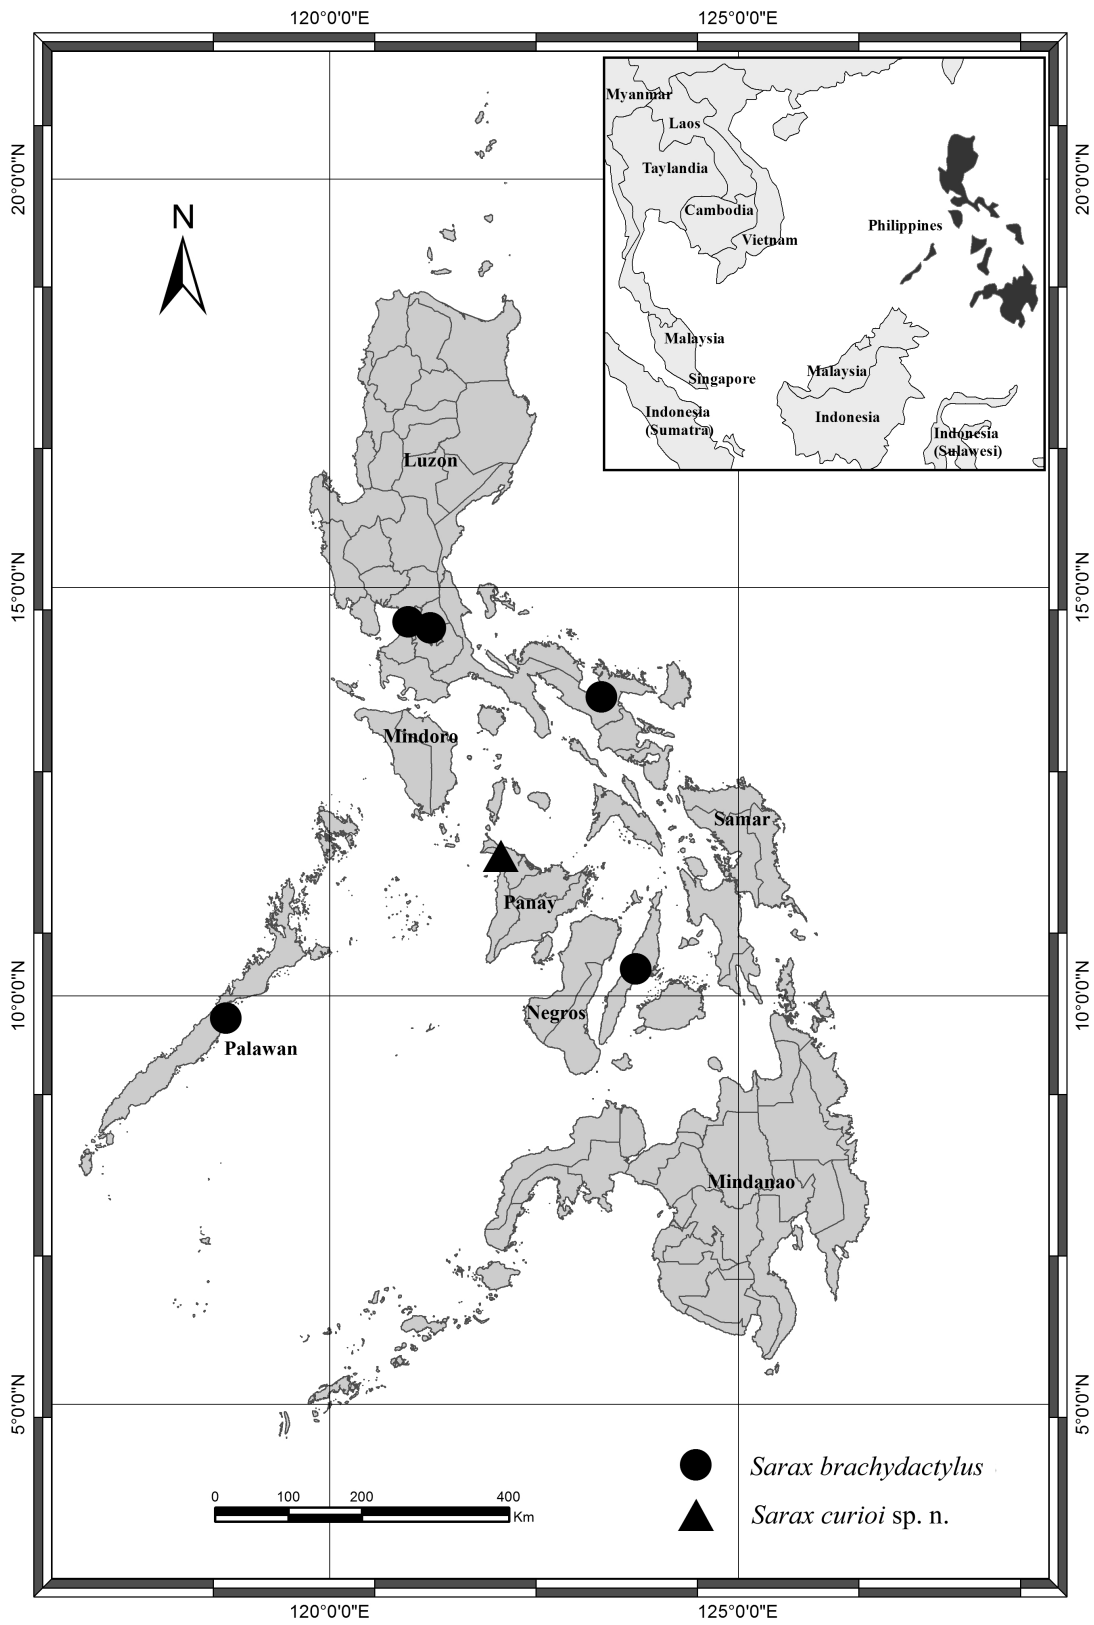 120°0'0"E
125°0'0"E
20°0'0"N
20°0'0"N
N
Myanmar
Laos
Taylandia
Cambodia
Vietnam
Philippines
Malaysia
Singapore
Malaysia
Indonesia
(Sumatra)
Indonesia
Indonesia
(Sulawesi)
Luzon
15°0'0"N
15°0'0"N
Mindoro
Samar
Panay
10°0'0"N
10°0'0"N
Negros
Palawan
Mindanao
5°0'0"N
5°0'0"N
Sarax brachydactylus
Sarax curioi sp. n.
0 100 200 400
Km
120°0'0"E
125°0'0"E